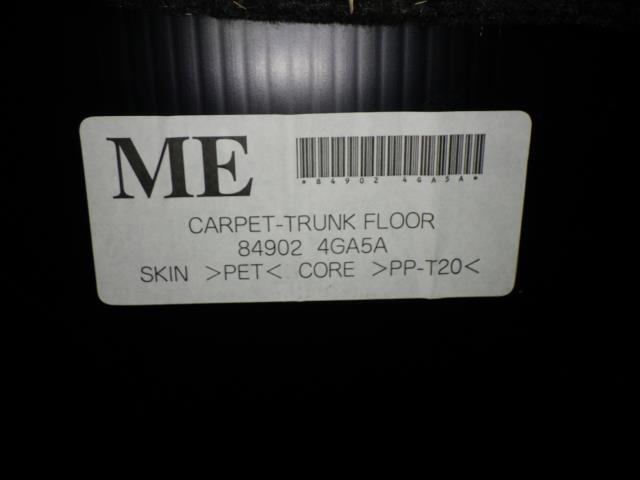 ME
*84902 4GA5A*
CARPET-TRUNK FLOOR
84902 4GA5A
SKIN >PET< CORE >PP-T20<